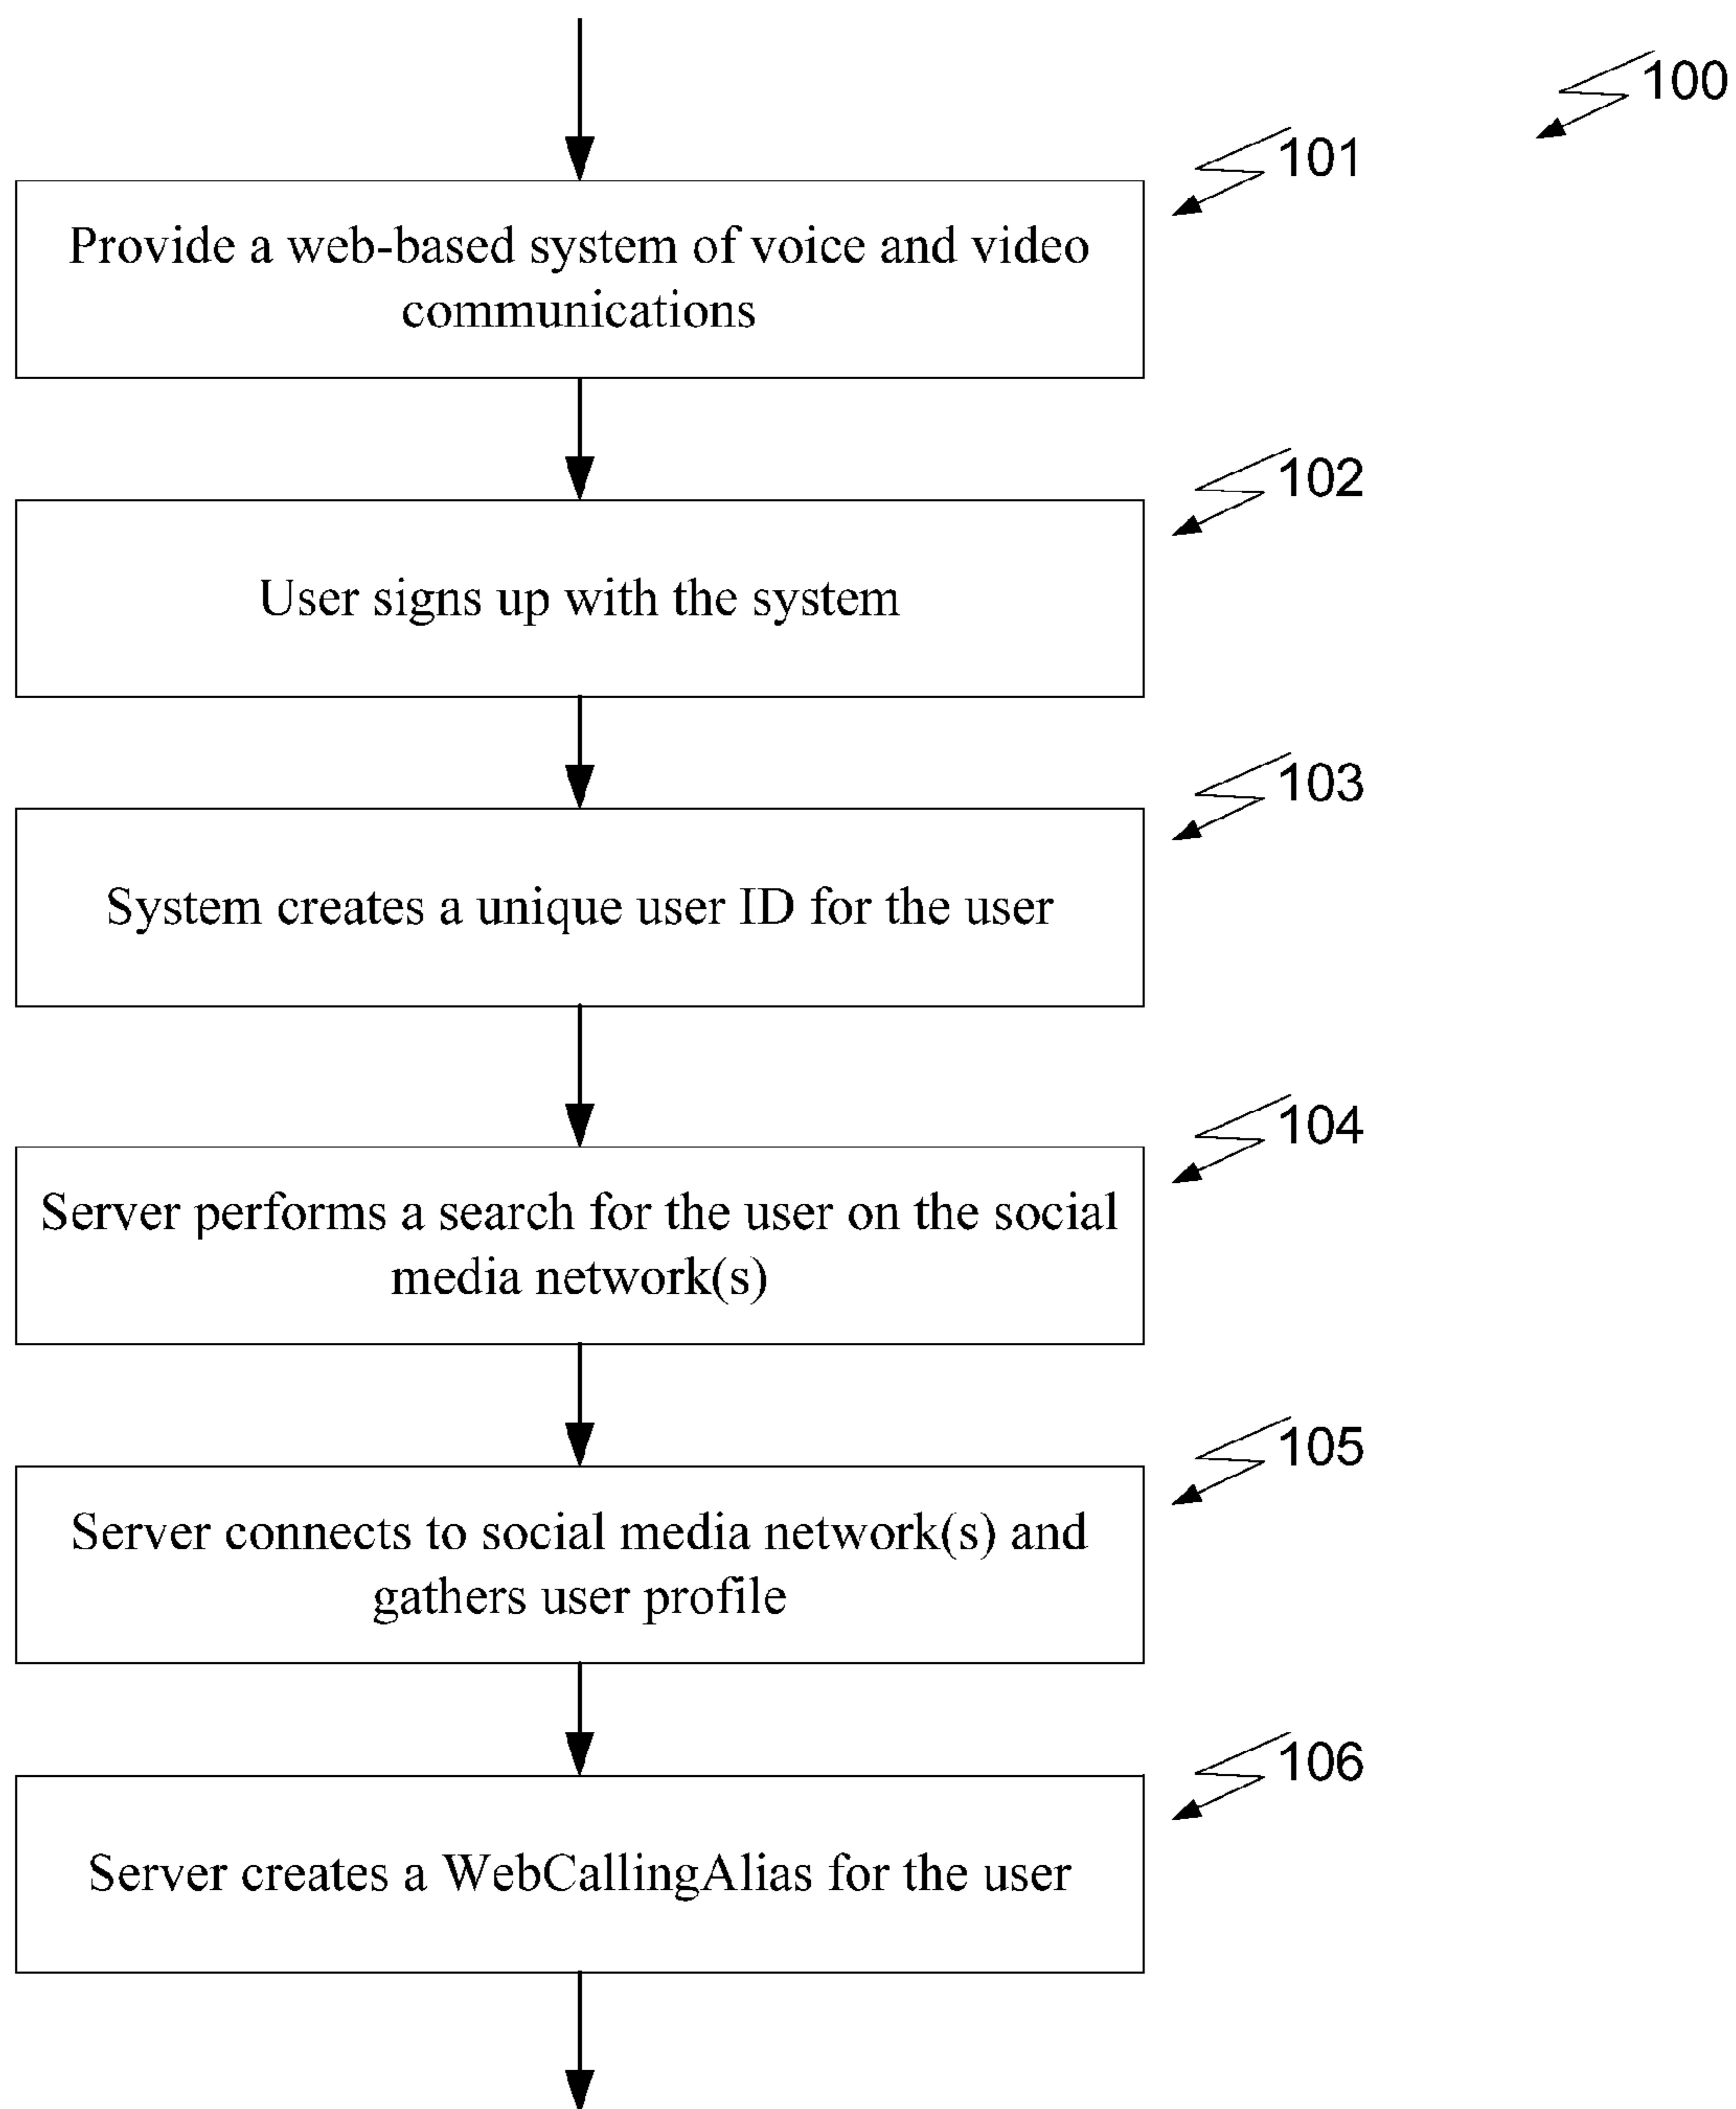 100
101
Provide a web-based system of voice and video
communications
102
User signs up with the system
103
System creates a unique user ID for the user
104
Server performs a search for the user on the social
media network(s)
105
Server connects to social media network(s) and
gathers user profile
106
Server creates a WebCallingAlias for the user